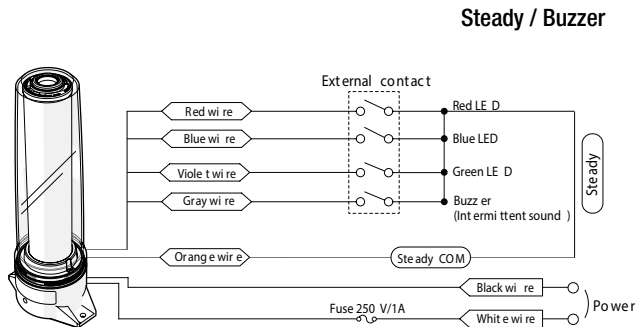 Steady / Buzzer
External contact
Red wire
Red LED
Blue wire
Blue LED
Violet wire
Green LED
Gray wire
Buzzer
(Intermittent sound)
Steady
Orange wire
Steady COM
Black wire
Power
Fuse 250 V/1A
White wire